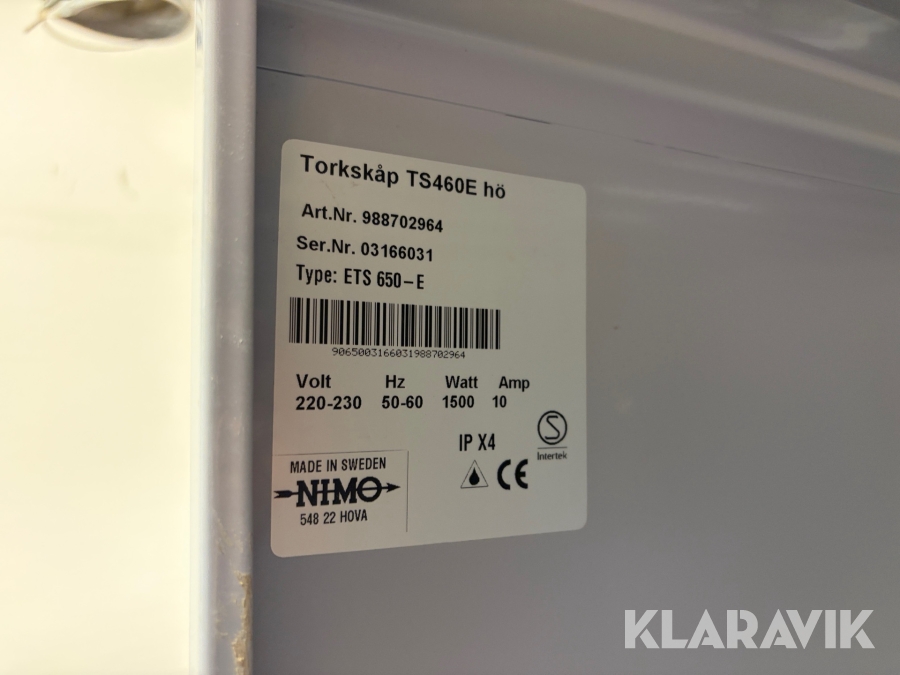 Torkskåp TS460E hö
Art.Nr. 988702964
Ser.Nr. 03166031
Type: ETS 650-E
9065003166031988702964
Volt Hz Watt Amp
220-230 50-60 1500 10
IP X4
S
Intertek
CE
MADE IN SWEDEN
NIMO
548 22 HOVA
KLARAVIK